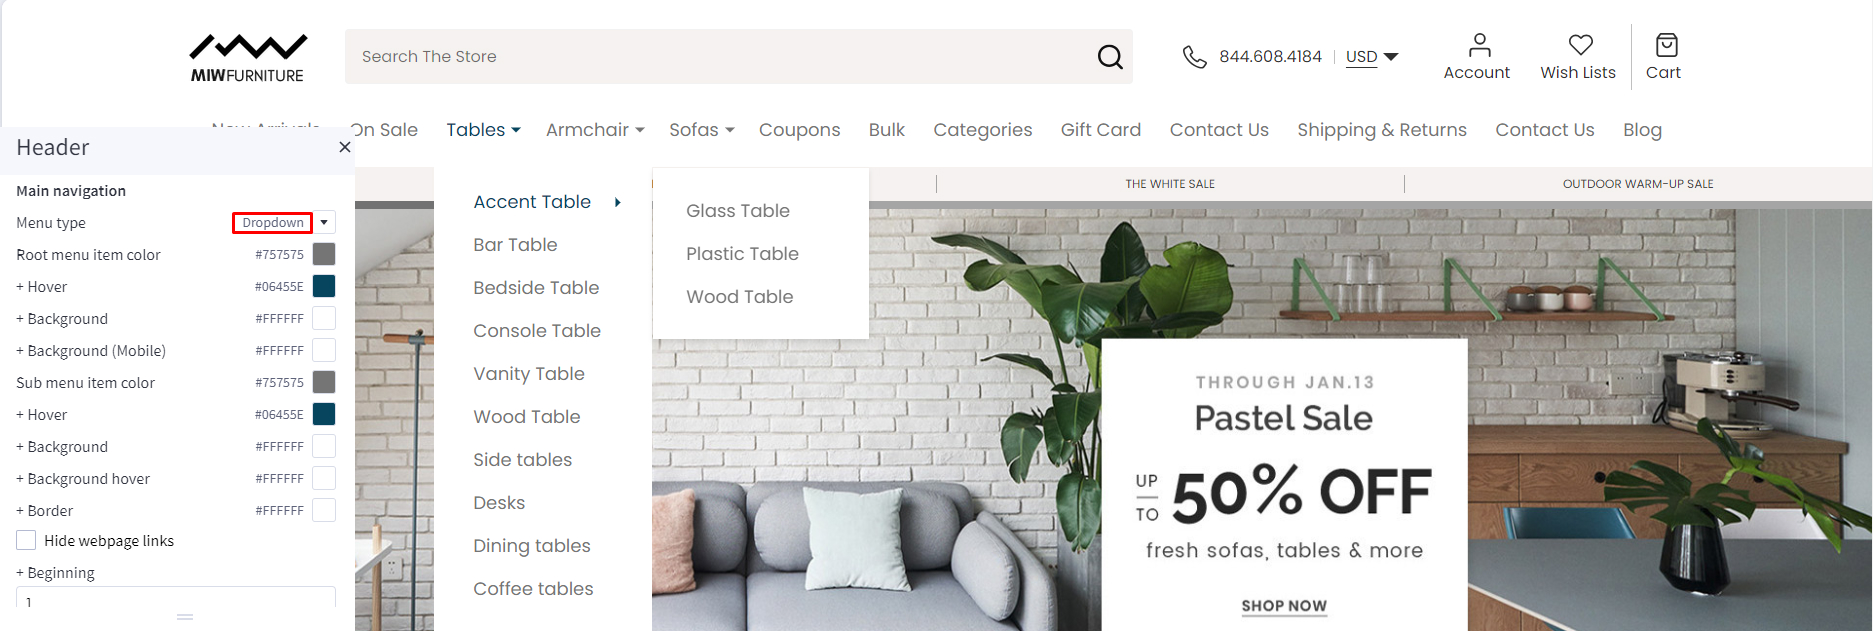 MIWFURNITURE
Search The Store
844.608.4184
USD
Account
Wish Lists
Cart
New Arrivals
On Sale
Tables
Armchair
Sofas
Coupons
Bulk
Categories
Gift Card
Contact Us
Shipping & Returns
Contact Us
Blog
THE WHITE SALE
OUTDOOR WARM-UP SALE
Header
Main navigation
Menu type
Dropdown
Root menu item color
#757575
+ Hover
#06455E
+ Background
#FFFFFF
+ Background (Mobile)
#FFFFFF
Sub menu item color
#757575
+ Hover
#06455E
+ Background
#FFFFFF
+ Background hover
#FFFFFF
+ Border
#FFFFFF
Hide webpage links
+ Beginning
1
Accent Table
Bar Table
Bedside Table
Console Table
Vanity Table
Wood Table
Side tables
Desks
Dining tables
Coffee tables
Glass Table
Plastic Table
Wood Table
THROUGH JAN.13
Pastel Sale
UP TO 50% OFF
fresh sofas, tables & more
SHOP NOW